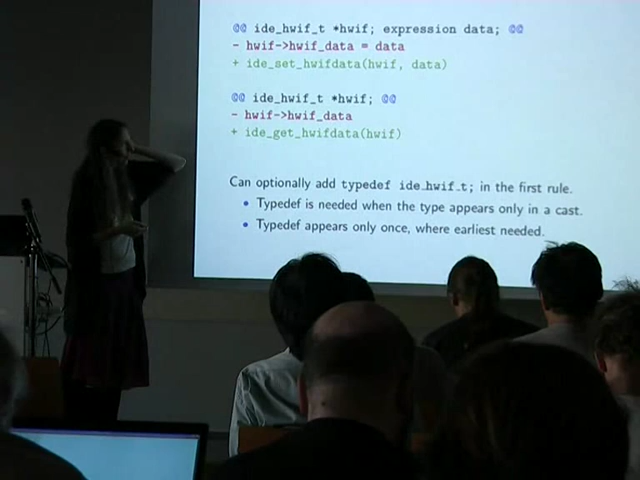 @@ ide_hwif_t *hwif; expression data; @@
- hwif->hwif_data = data
+ ide_set_hwifdata(hwif, data)
@@ ide_hwif_t *hwif; @@
- hwif->hwif_data
+ ide_get_hwifdata(hwif)
Can optionally add typedef ide_hwif_t; in the first rule.
• Typedef is needed when the type appears only in a cast.
• Typedef appears only once, where earliest needed.